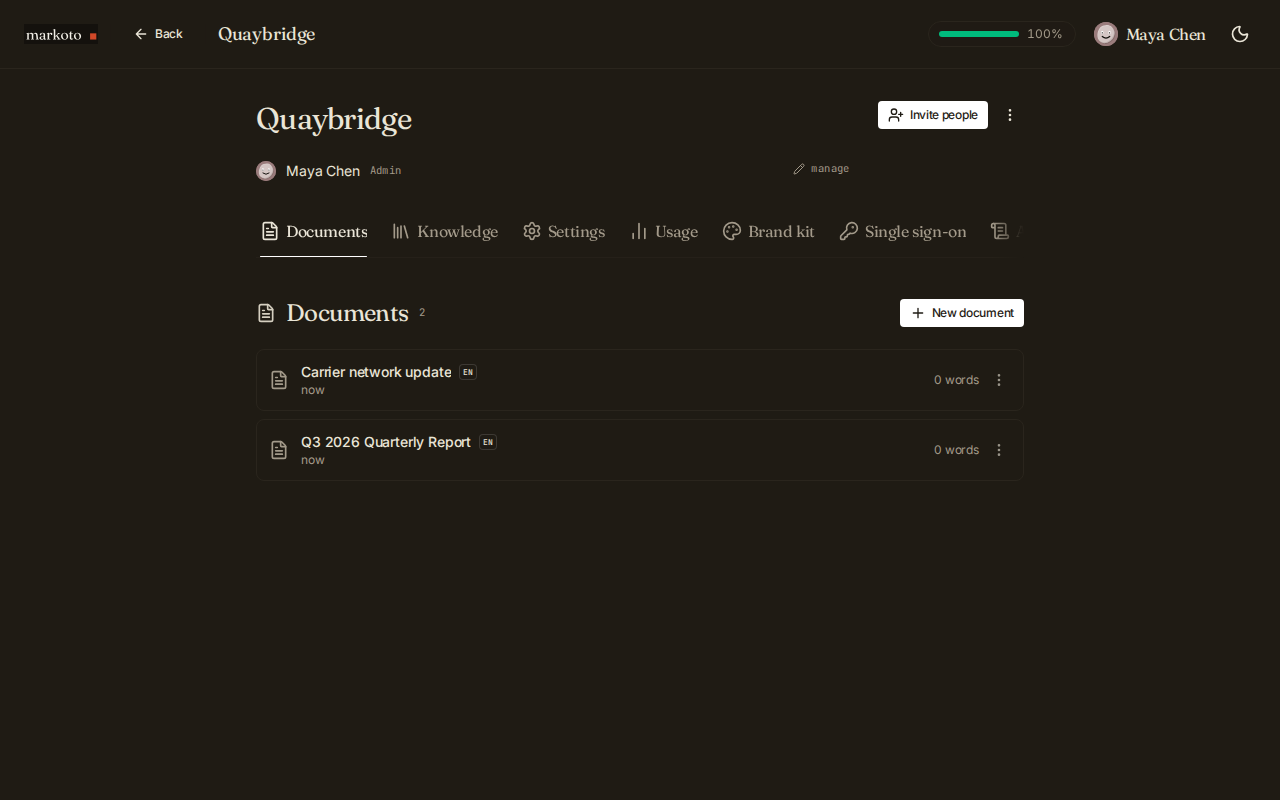 markoto
Back
Quaybridge
100%
Maya Chen
Quaybridge
Invite people
Maya Chen Admin
manage
Documents
Knowledge
Settings
Usage
Brand kit
Single sign-on
Documents 2
New document
Carrier network update EN
now
0 words
Q3 2026 Quarterly Report EN
now
0 words